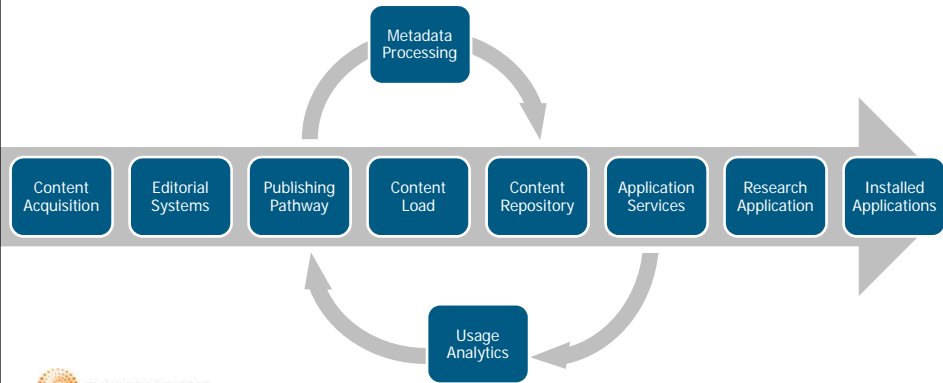 Metadata
Processing
Content
Acquisition
Editorial
Systems
Publishing
Pathway
Content
Load
Content
Repository
Application
Services
Research
Application
Installed
Applications
Usage
Analytics